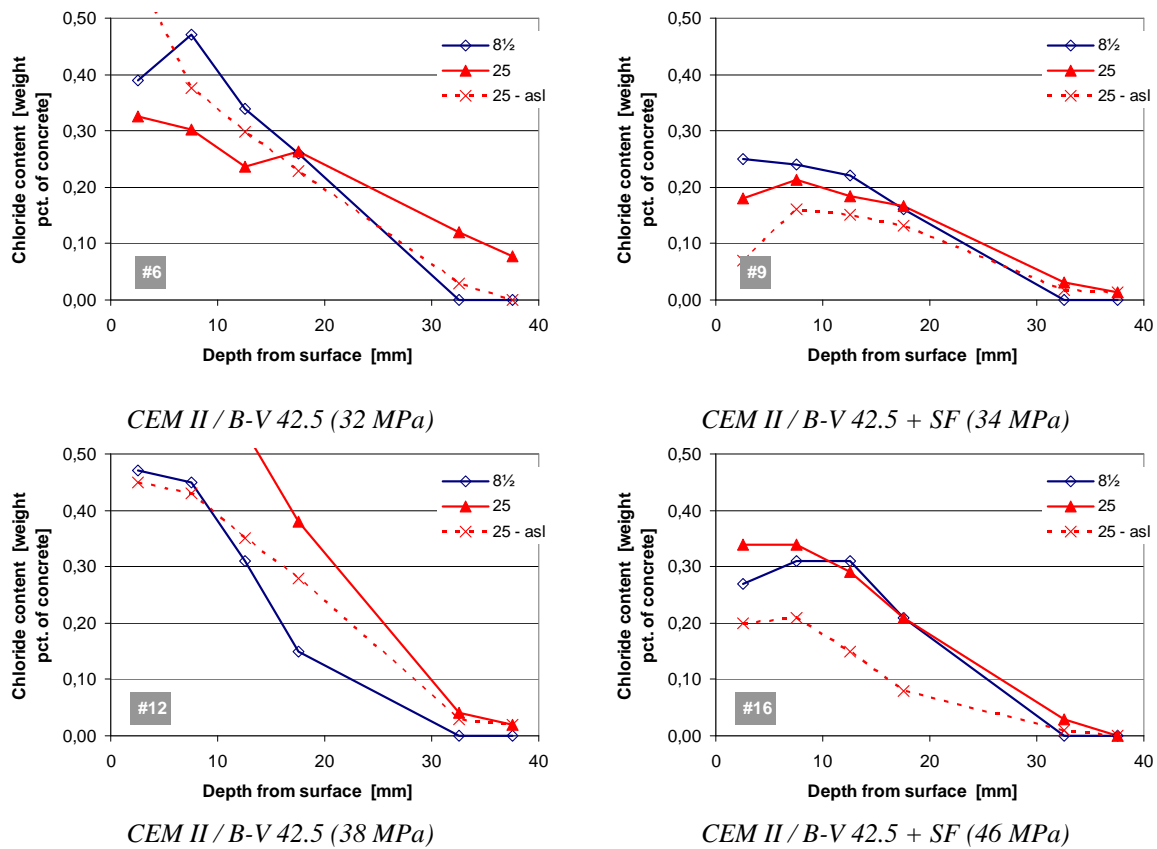 Chloride content [weight
pct. of concrete]
0,50
0,40
0,30
0,20
0,10
0,00
8½
25
25 - asl
#6
0 10 20 30 40
Depth from surface [mm]
CEM II / B-V 42.5 (32 MPa)
Chloride content [weight
pct. of concrete]
0,50
0,40
0,30
0,20
0,10
0,00
8½
25
25 - asl
#9
0 10 20 30 40
Depth from surface [mm]
CEM II / B-V 42.5 + SF (34 MPa)
Chloride content [weight
pct. of concrete]
0,50
0,40
0,30
0,20
0,10
0,00
8½
25
25 - asl
#12
0 10 20 30 40
Depth from surface [mm]
CEM II / B-V 42.5 (38 MPa)
Chloride content [weight
pct. of concrete]
0,50
0,40
0,30
0,20
0,10
0,00
8½
25
25 - asl
#16
0 10 20 30 40
Depth from surface [mm]
CEM II / B-V 42.5 + SF (46 MPa)